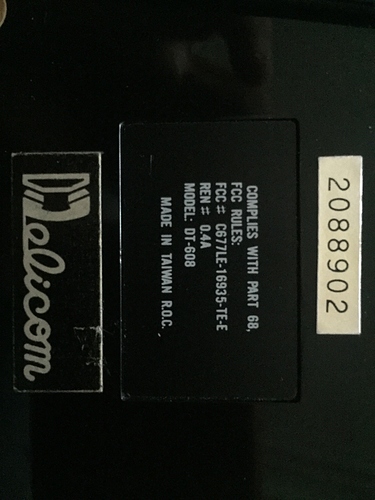 2088902
COMPLIES WITH PART 68,
FCC RULES:
FCC# C677LE-16935-TE-E
REN# 0.4A
MODEL: DT-608
MADE IN TAIWAN R.O.C.
Delicom